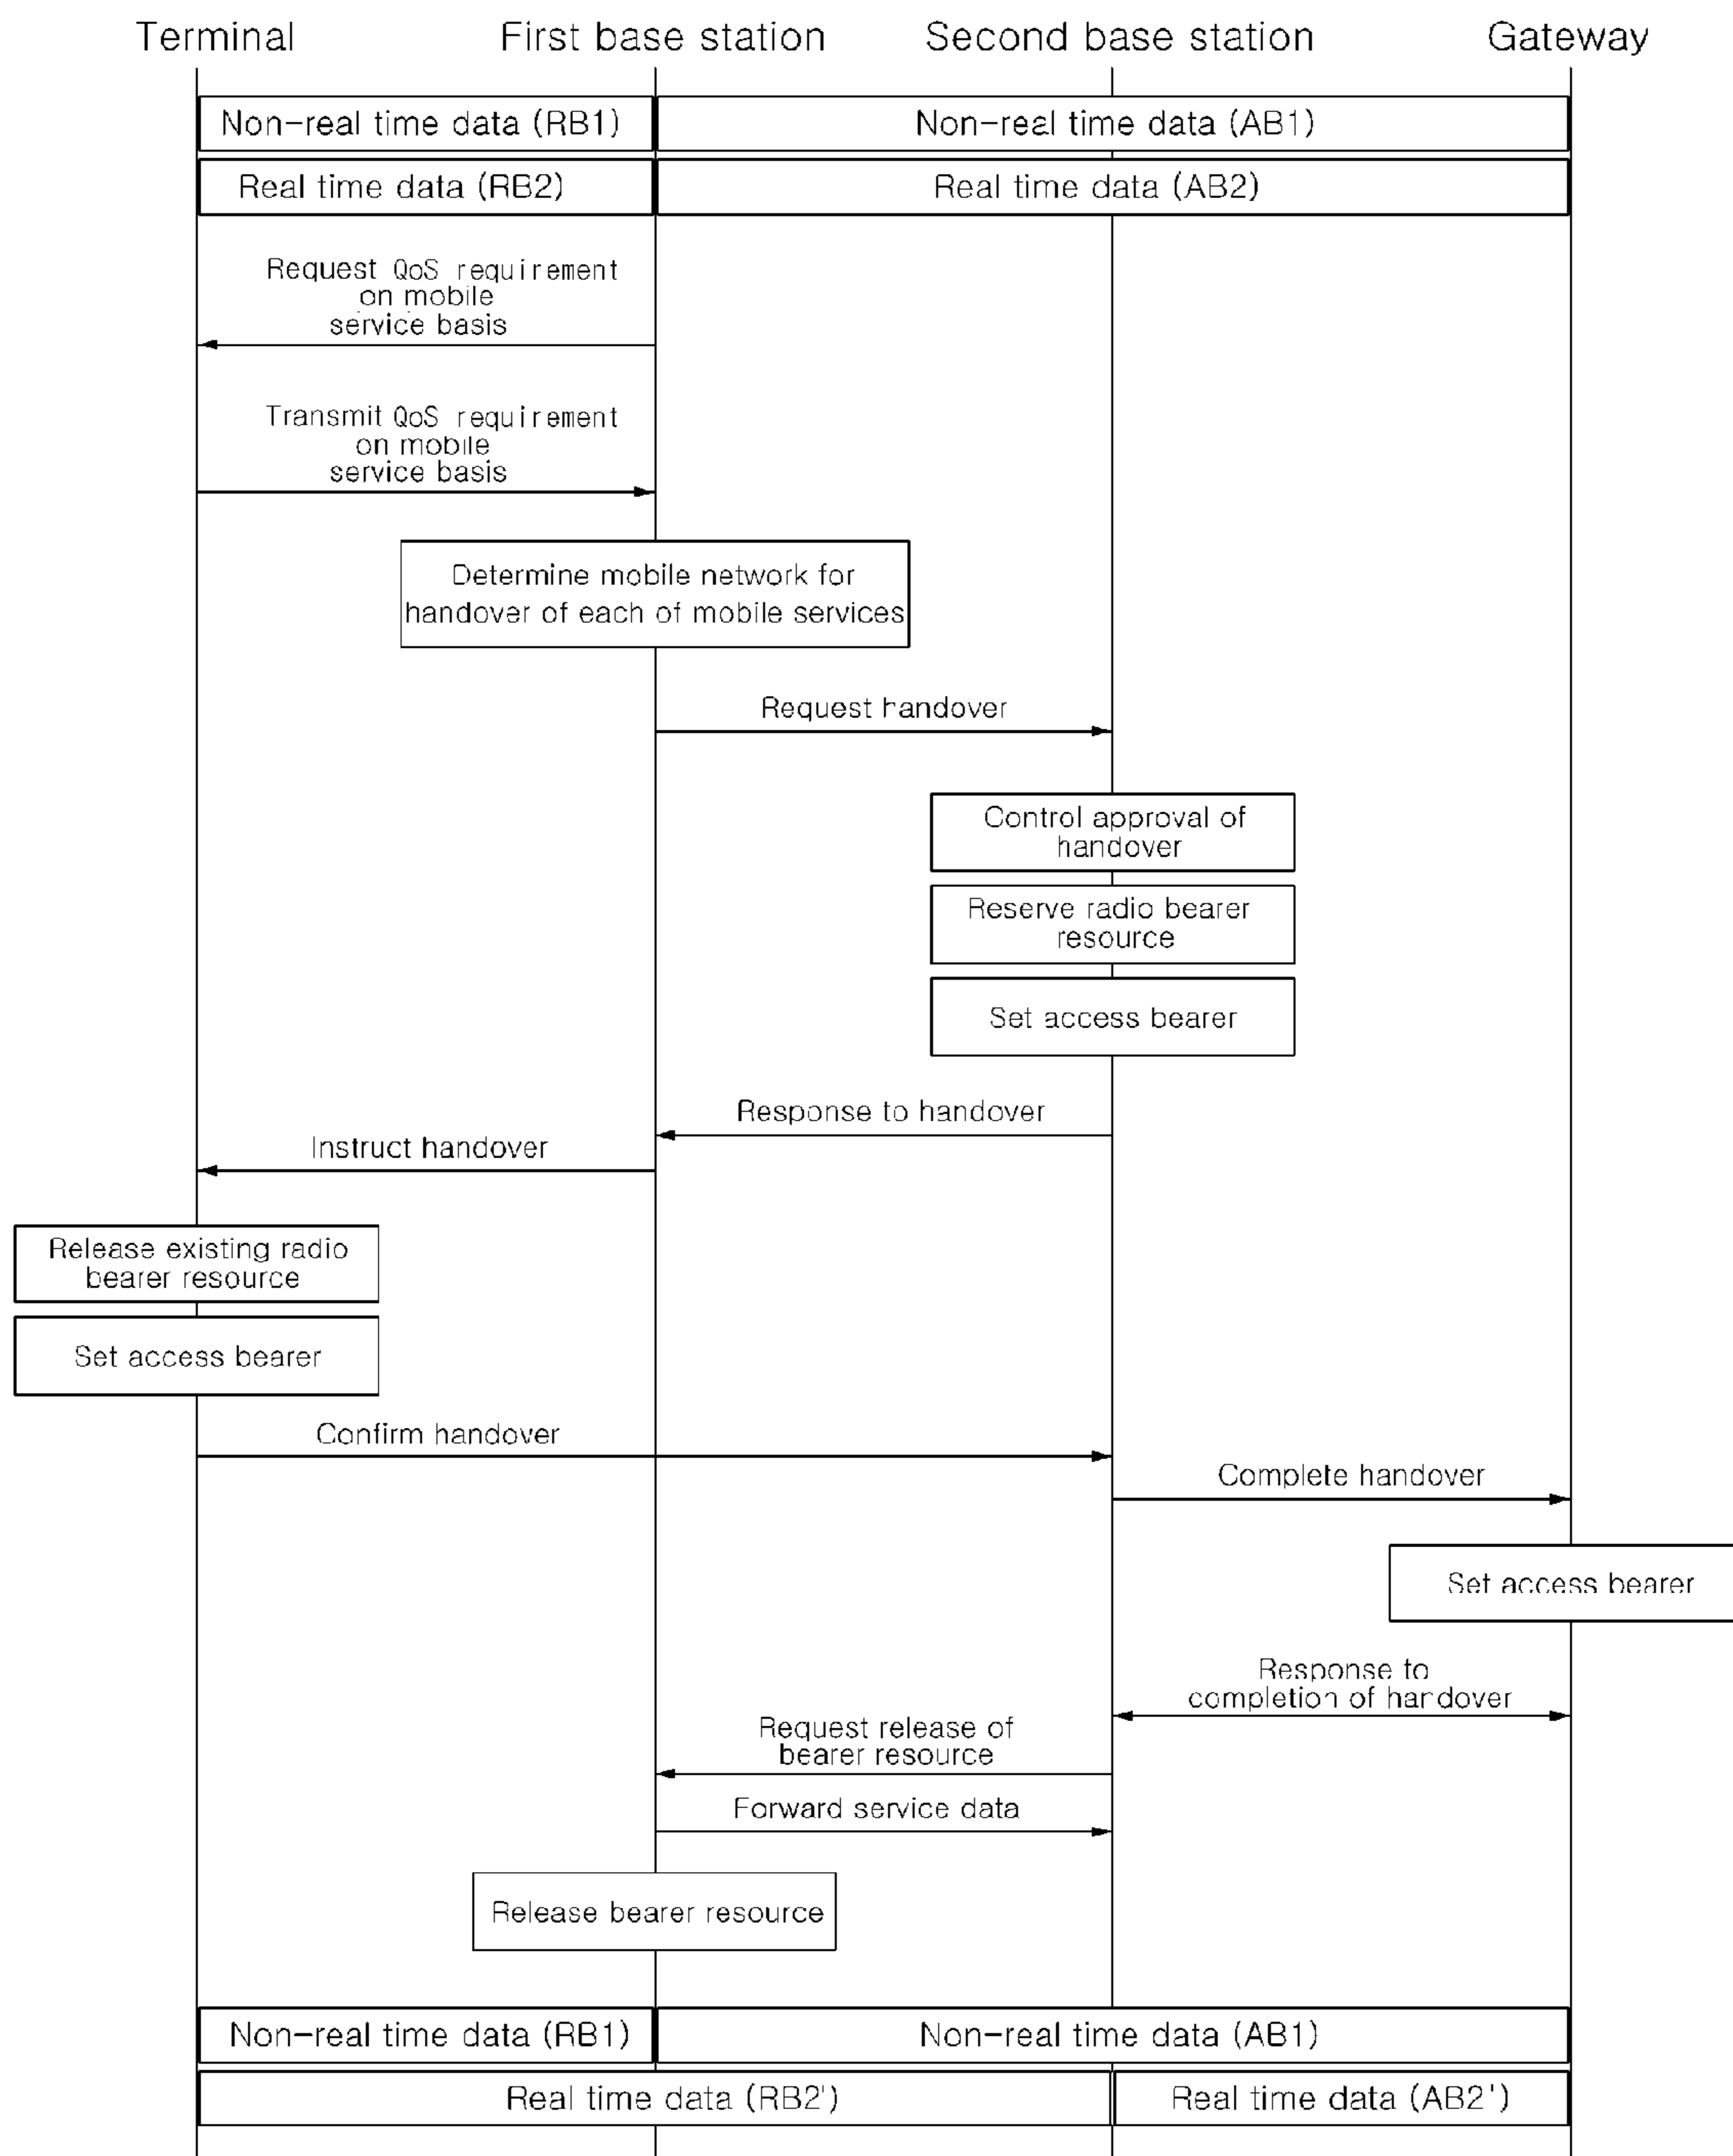 Terminal
First base station
Second base station
Gateway
Non-real time data (RB1)
Non-real time data (AB1)
Real time data (RB2)
Real time data (AB2)
Request QoS requirement
on mobile
service basis
Transmit QoS requirement
on mobile
service basis
Determine mobile network for
handover of each of mobile services
Request handover
Control approval of
handover
Reserve radio bearer
resource
Set access bearer
Response to handover
Instruct handover
Release existing radio
bearer resource
Set access bearer
Confirm handover
Complete handover
Set access bearer
Response to
completion of handover
Request release of
bearer resource
Forward service data
Release bearer resource
Non-real time data (RB1)
Non-real time data (AB1)
Real time data (RB2')
Real time data (AB2')